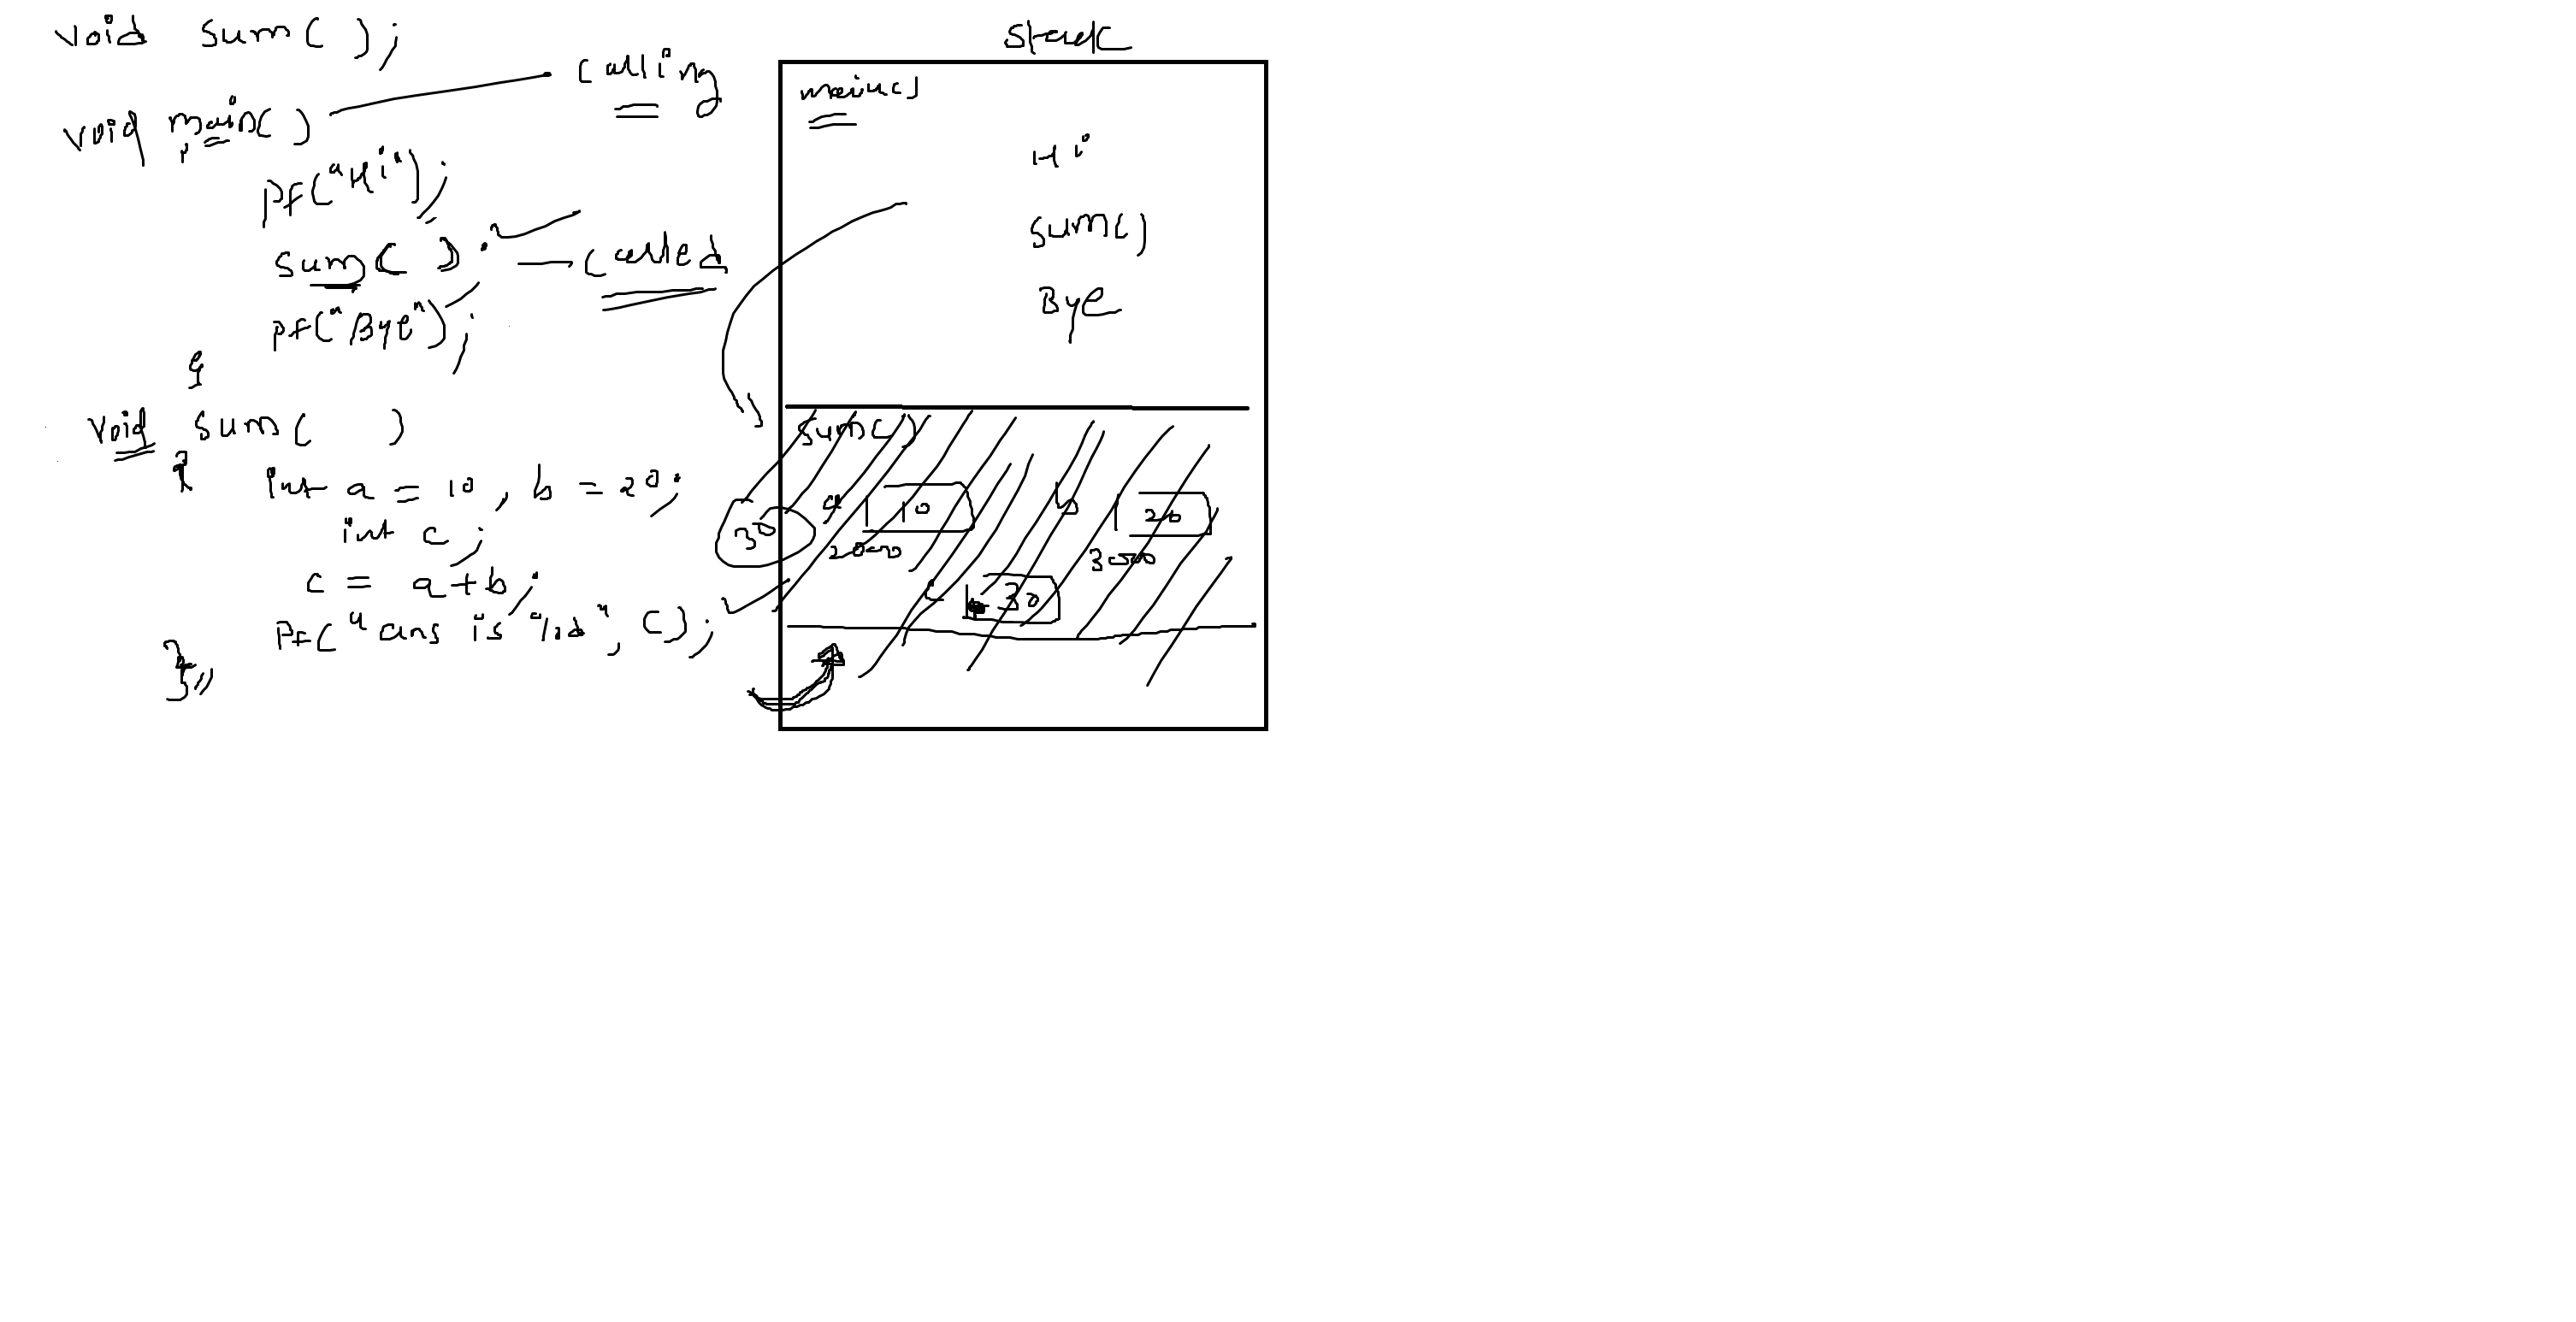 void sum( );
void main( )
calling
pf("Hi");
sum( );
called
pf("Bye");
}
void sum( )
{
int a = 10, b = 20;
int c;
c = a+b;
Pf("ans is %d", c);
}
stack
main()
Hi
sum()
Bye
sum()
30
a 10
b 20
2000
3000
c 30